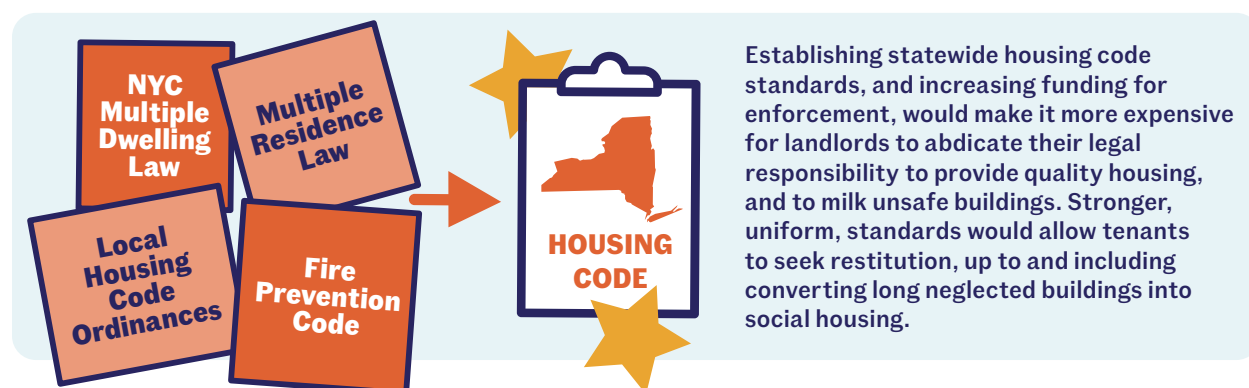 NYC
Multiple
Dwelling
Law
Multiple
Residence
Law
Local
Housing
Code
Ordinances
Fire
Prevention
Code
HOUSING
CODE
Establishing statewide housing code
standards, and increasing funding for
enforcement, would make it more expensive
for landlords to abdicate their legal
responsibility to provide quality housing,
and to milk unsafe buildings. Stronger,
uniform, standards would allow tenants
to seek restitution, up to and including
converting long neglected buildings into
social housing.